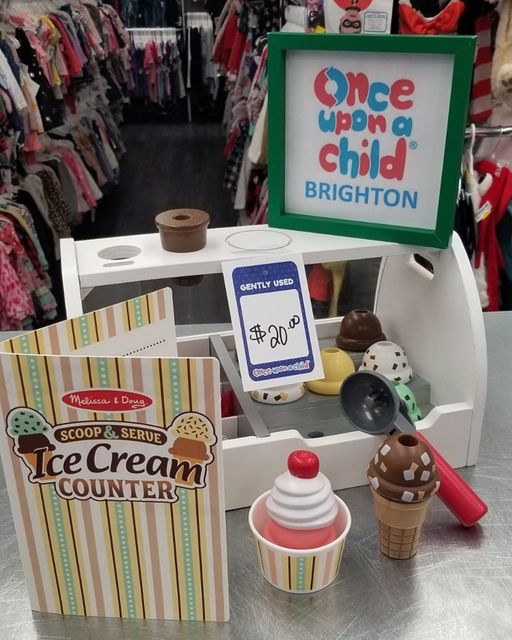 Once
upon a
child®
BRIGHTON
GENTLY USED
$20.00
Once upon a child
Melissa & Doug
SCOOP & SERVE
Ice Cream
COUNTER